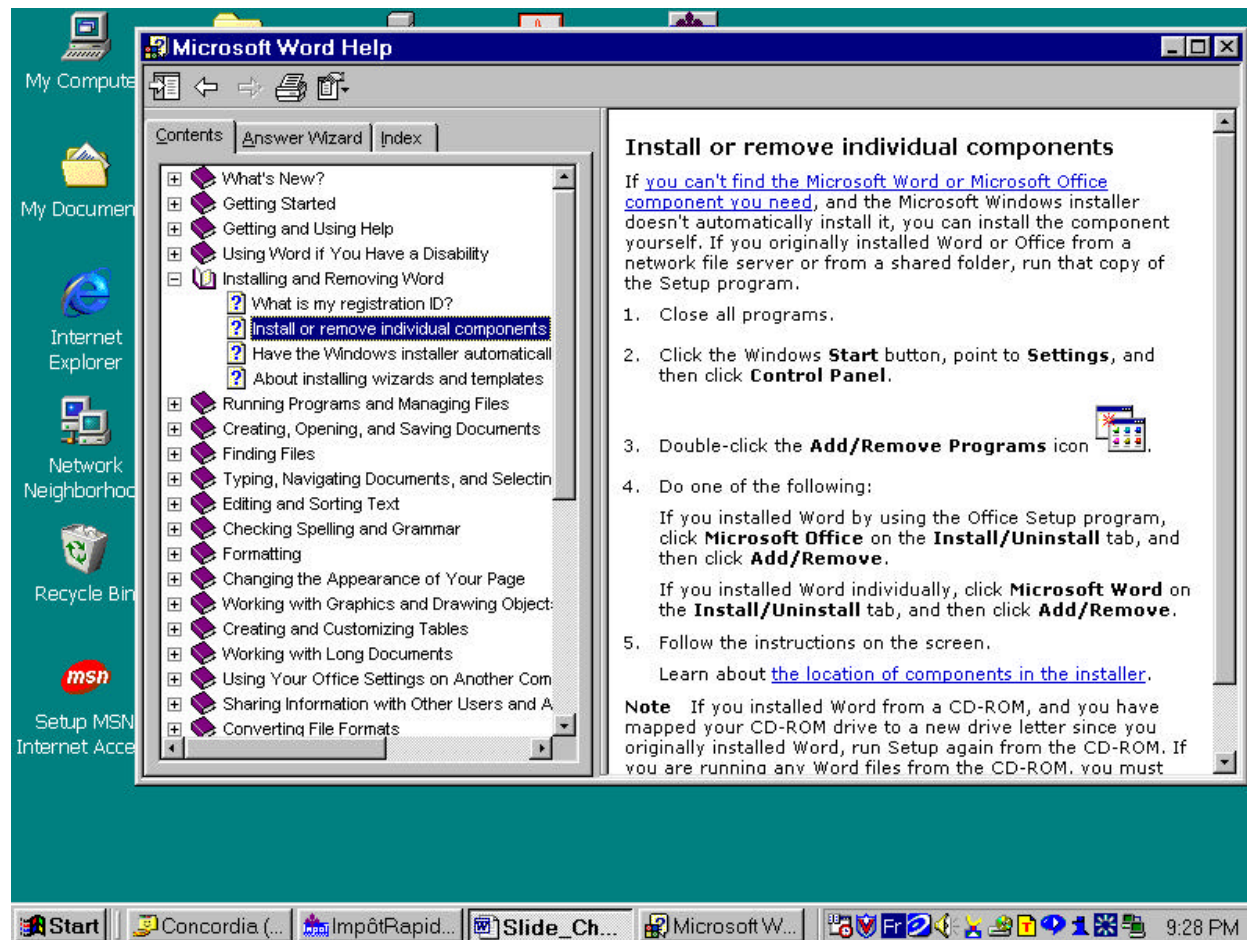 My Compute
My Documen
Internet
Explorer
Network
Neighborhoo
Recycle Bin
msn
Setup MSN
Internet Acce
Microsoft Word Help
Contents
Answer Wizard
Index
What's New?
Getting Started
Getting and Using Help
Using Word if You Have a Disability
Installing and Removing Word
What is my registration ID?
Install or remove individual components
Have the Windows installer automaticall
About installing wizards and templates
Running Programs and Managing Files
Creating, Opening, and Saving Documents
Finding Files
Typing, Navigating Documents, and Selectin
Editing and Sorting Text
Checking Spelling and Grammar
Formatting
Changing the Appearance of Your Page
Working with Graphics and Drawing Object
Creating and Customizing Tables
Working with Long Documents
Using Your Office Settings on Another Com
Sharing Information with Other Users and A
Converting File Formats
Install or remove individual components
If you can't find the Microsoft Word or Microsoft Office
component you need, and the Microsoft Windows installer
doesn't automatically install it, you can install the component
yourself. If you originally installed Word or Office from a
network file server or from a shared folder, run that copy of
the Setup program.
1. Close all programs.
2. Click the Windows Start button, point to Settings, and
then click Control Panel.
3. Double-click the Add/Remove Programs icon .
4. Do one of the following:
If you installed Word by using the Office Setup program,
click Microsoft Office on the Install/Uninstall tab, and
then click Add/Remove.
If you installed Word individually, click Microsoft Word on
the Install/Uninstall tab, and then click Add/Remove.
5. Follow the instructions on the screen.
Learn about the location of components in the installer.
Note If you installed Word from a CD-ROM, and you have
mapped your CD-ROM drive to a new drive letter since you
originally installed Word, run Setup again from the CD-ROM. If
you are running any Word files from the CD-ROM, you must
Start
Concordia (...
ImpôtRapid...
Slide_Ch...
Microsoft W...
Fr
9:28 PM